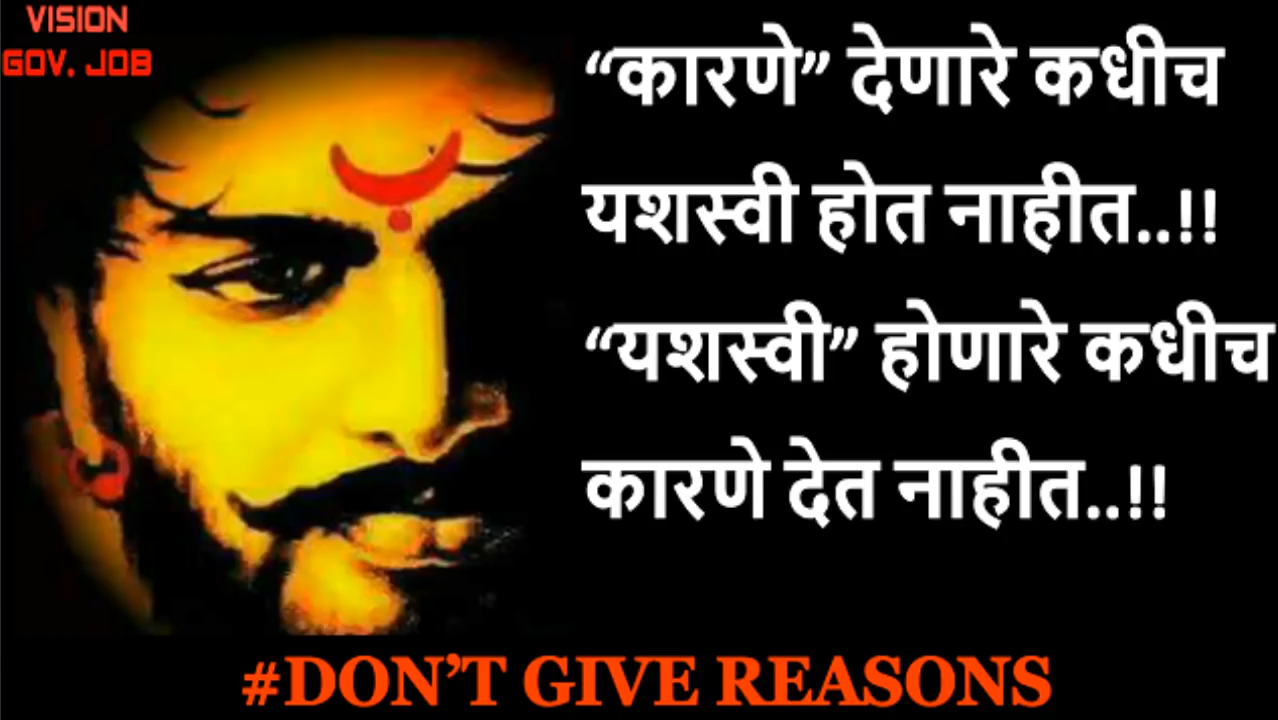 VISION
GOV. JOB
“कारणे” देणारे कधीच
यशस्वी होत नाहीत..!!
“यशस्वी” होणारे कधीच
कारणे देत नाहीत..!!
#DON’T GIVE REASONS